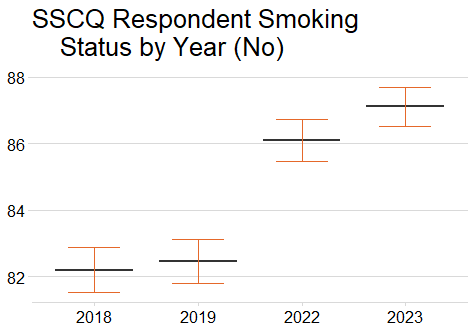 SSCQ Respondent Smoking
Status by Year (No)
88
86
84
82
2018 2019 2022 2023